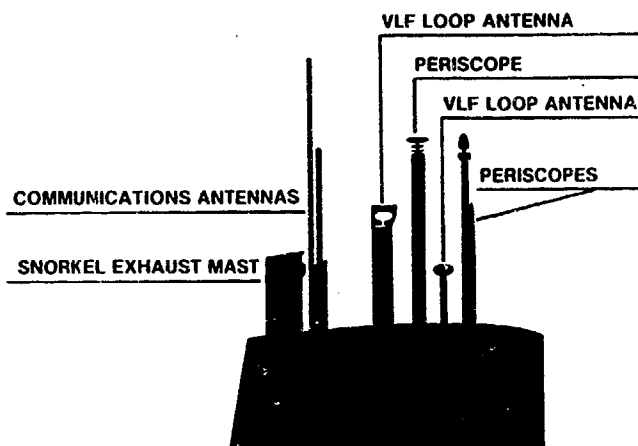 VLF LOOP ANTENNA
PERISCOPE
VLF LOOP ANTENNA
PERISCOPES
COMMUNICATIONS ANTENNAS
SNORKEL EXHAUST MAST